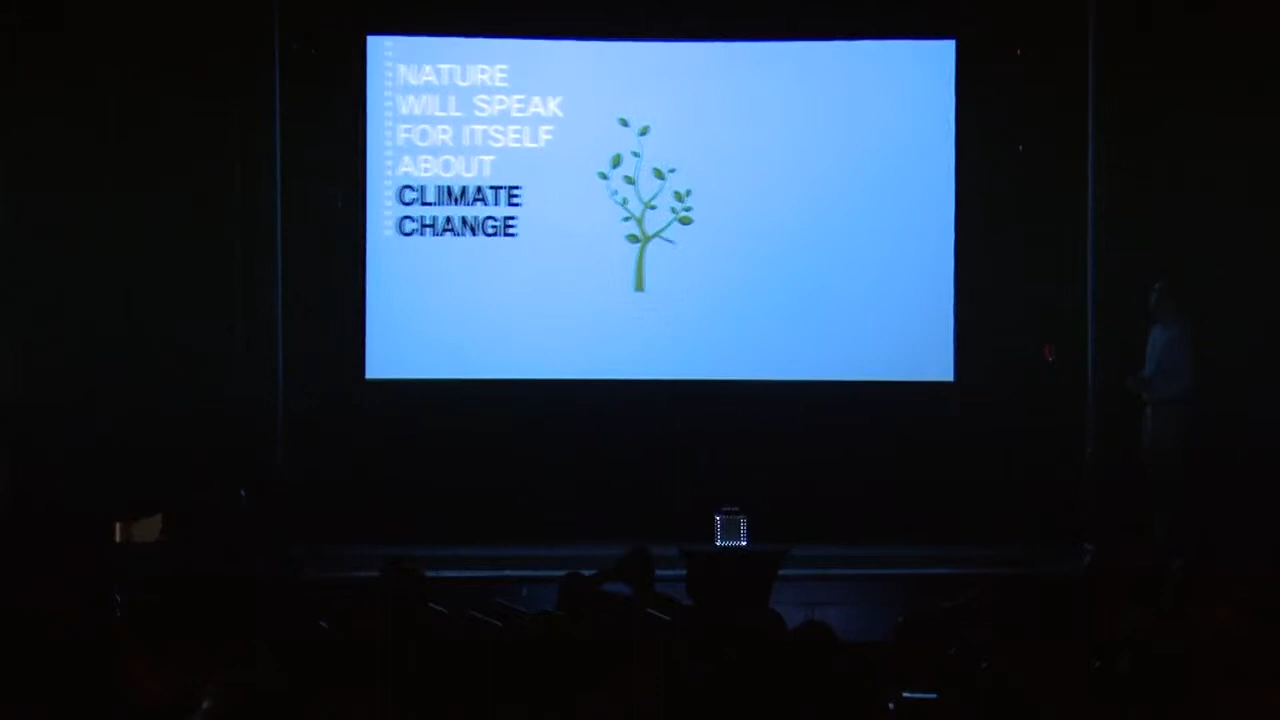 NATURE
WILL SPEAK
FOR ITSELF
ABOUT
CLIMATE
CHANGE